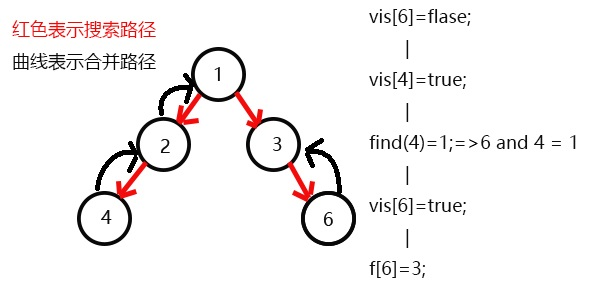 红色表示搜索路径
曲线表示合并路径
1
2
3
4
6
vis[6]=flase;
|
vis[4]=true;
|
find(4)=1;=>6 and 4 = 1
|
vis[6]=true;
|
f[6]=3;